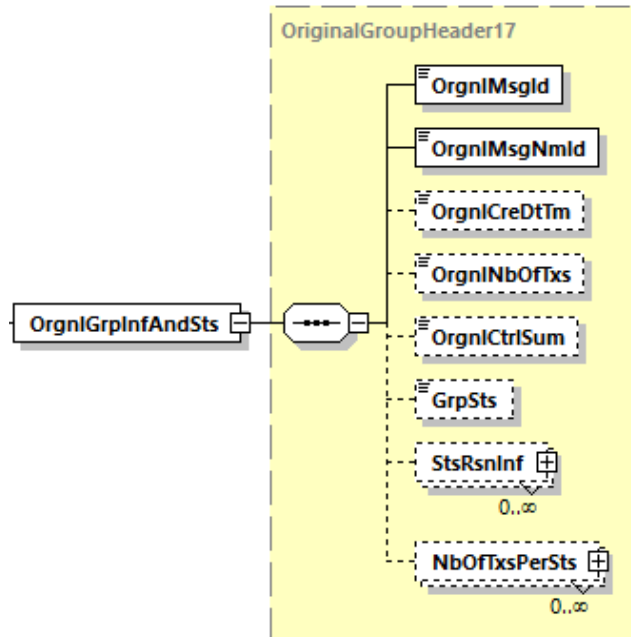 OriginalGroupHeader17
OrgnlMsgId
OrgnlMsgNmId
OrgnlCreDtTm
OrgnlNbOfTxs
OrgnlGrpInfAndSts
OrgnlCtrlSum
GrpSts
StsRsnInf
0..∞
NbOfTxsPerSts
0..∞